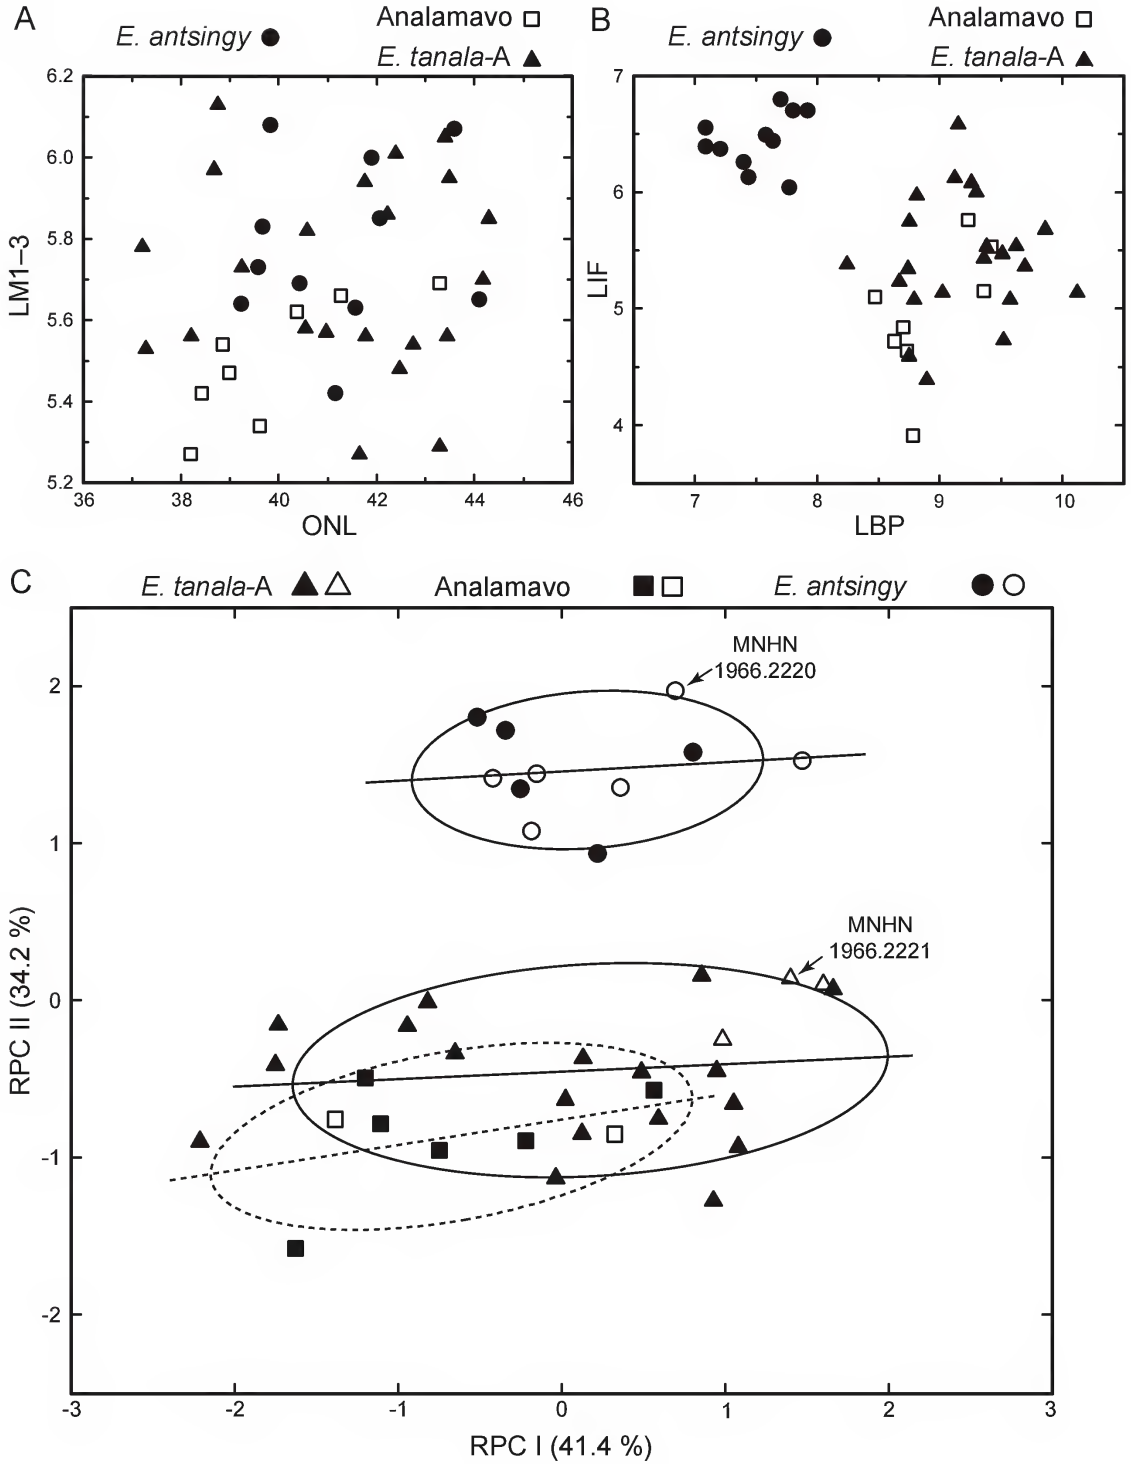 A
E. antsingy
Analamavo
E. tanala-A
6.2
6.0
5.8
5.6
5.4
5.2
LM1–3
36
38
40
42
44
46
ONL
B
E. antsingy
Analamavo
E. tanala-A
7
6
5
4
LIF
7
8
9
10
LBP
C
E. tanala-A
Analamavo
E. antsingy
MNHN
1966.2220
MNHN
1966.2221
2
1
0
-1
-2
RPC II (34.2 %)
-3
-2
-1
0
1
2
3
RPC I (41.4 %)